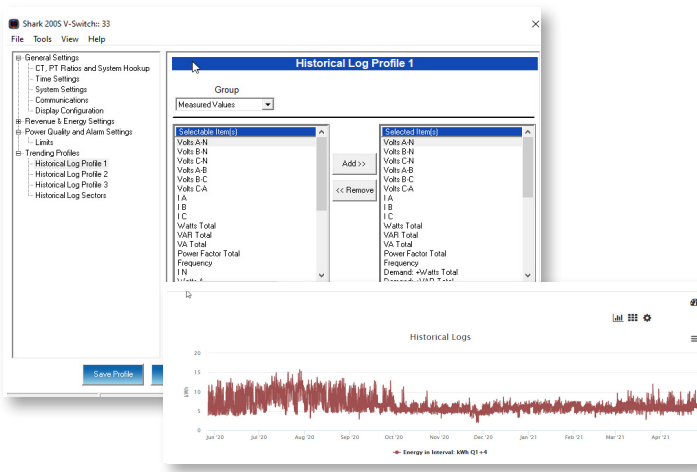 Shark 200S V-Switch:: 33
File Tools View Help
General Settings
CT, PT Ratios and System Hookup
Time Settings
System Settings
Communications
Display Configuration
Revenue & Energy Settings
Power Quality and Alarm Settings
Limits
Trending Profiles
Historical Log Profile 1
Historical Log Profile 2
Historical Log Profile 3
Historical Log Sectors
Save Profile
Historical Log Profile 1
Group
Measured Values
Selectable Item(s)
Volts A-N
Volts B-N
Volts C-N
Volts A-B
Volts B-C
Volts C-A
I A
I B
I C
Watts Total
VAR Total
VA Total
Power Factor Total
Frequency
I N
Add >>
<< Remove
Selected Item(s)
Volts A-N
Volts B-N
Volts C-N
Volts A-B
Volts B-C
Volts C-A
I A
I B
I C
Watts Total
VAR Total
VA Total
Power Factor Total
Frequency
Demand: +Watts Total
Historical Logs
20
15
10
5
0
kWh
Jun '20 Jul '20 Aug '20 Sep '20 Oct '20 Nov '20 Dec '20 Jan '21 Feb '21 Mar '21 Apr '21
Energy in Interval: kWh Q1+4